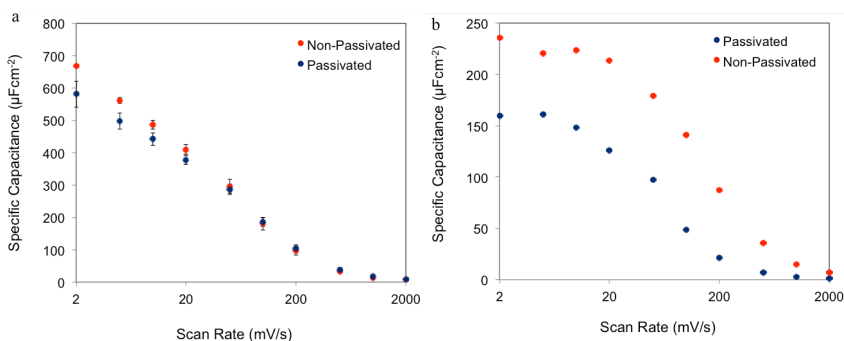 a
800
700
600
500
400
300
200
100
0
2
20
200
2000
Specific Capacitance (µFcm-2)
Scan Rate (mV/s)
Non-Passivated
Passivated
b
250
200
150
100
50
0
2
20
200
2000
Specific Capacitance (µFcm-2)
Scan Rate (mV/s)
Passivated
Non-Passivated